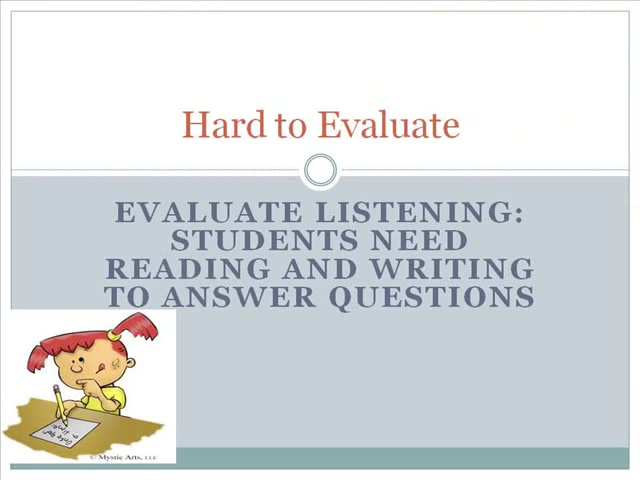 Hard to Evaluate
EVALUATE LISTENING:
STUDENTS NEED
READING AND WRITING
TO ANSWER QUESTIONS
© Mystic Arts, LLC